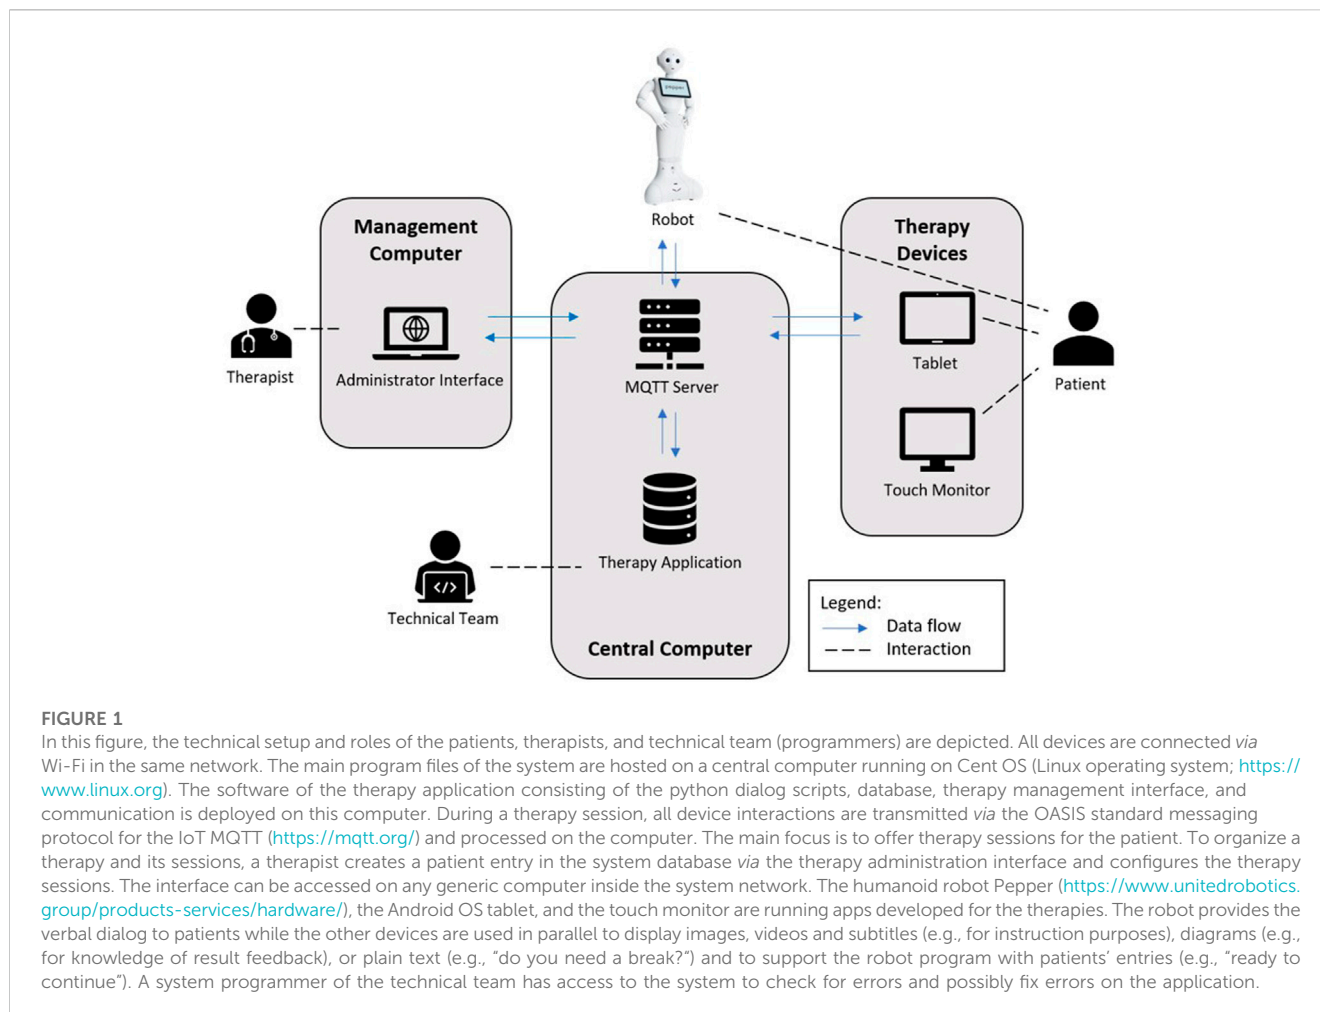 pepper
Robot
Management
Computer
Therapy
Devices
Therapist
Administrator Interface
MQTT Server
Tablet
Patient
Touch Monitor
Therapy Application
</>
Technical Team
Central Computer
Legend:
Data flow
Interaction
FIGURE 1
In this figure, the technical setup and roles of the patients, therapists, and technical team (programmers) are depicted. All devices are connected via
Wi-Fi in the same network. The main program files of the system are hosted on a central computer running on Cent OS (Linux operating system; https://
www.linux.org). The software of the therapy application consisting of the python dialog scripts, database, therapy management interface, and
communication is deployed on this computer. During a therapy session, all device interactions are transmitted via the OASIS standard messaging
protocol for the IoT MQTT (https://mqtt.org/) and processed on the computer. The main focus is to offer therapy sessions for the patient. To organize a
therapy and its sessions, a therapist creates a patient entry in the system database via the therapy administration interface and configures the therapy
sessions. The interface can be accessed on any generic computer inside the system network. The humanoid robot Pepper (https://www.unitedrobotics.
group/products-services/hardware/), the Android OS tablet, and the touch monitor are running apps developed for the therapies. The robot provides the
verbal dialog to patients while the other devices are used in parallel to display images, videos and subtitles (e.g., for instruction purposes), diagrams (e.g.,
for knowledge of result feedback), or plain text (e.g., “do you need a break?”) and to support the robot program with patients’ entries (e.g., “ready to
continue”). A system programmer of the technical team has access to the system to check for errors and possibly fix errors on the application.